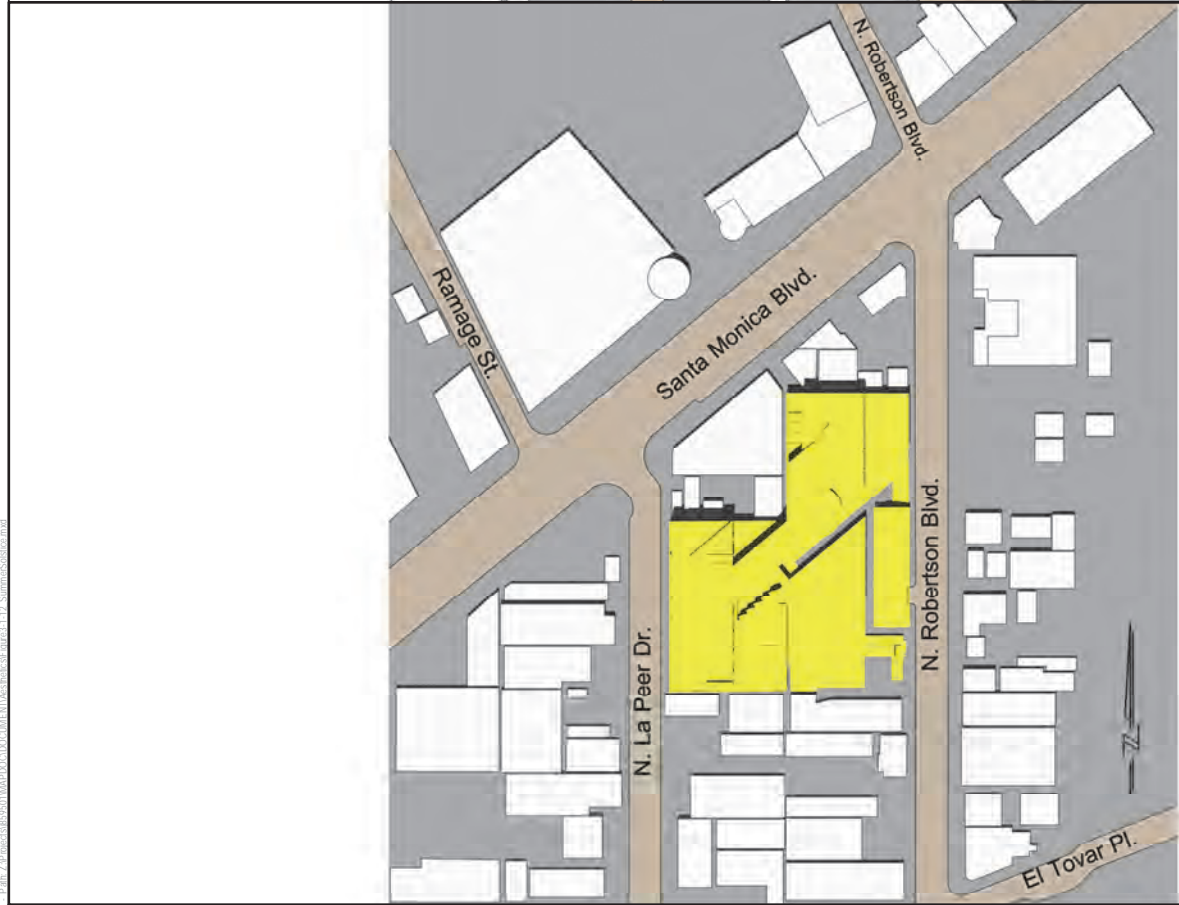 N. Robertson Blvd.
Ramage St.
Santa Monica Blvd.
N. Robertson Blvd.
N. La Peer Dr.
El Tovar Pl.
N